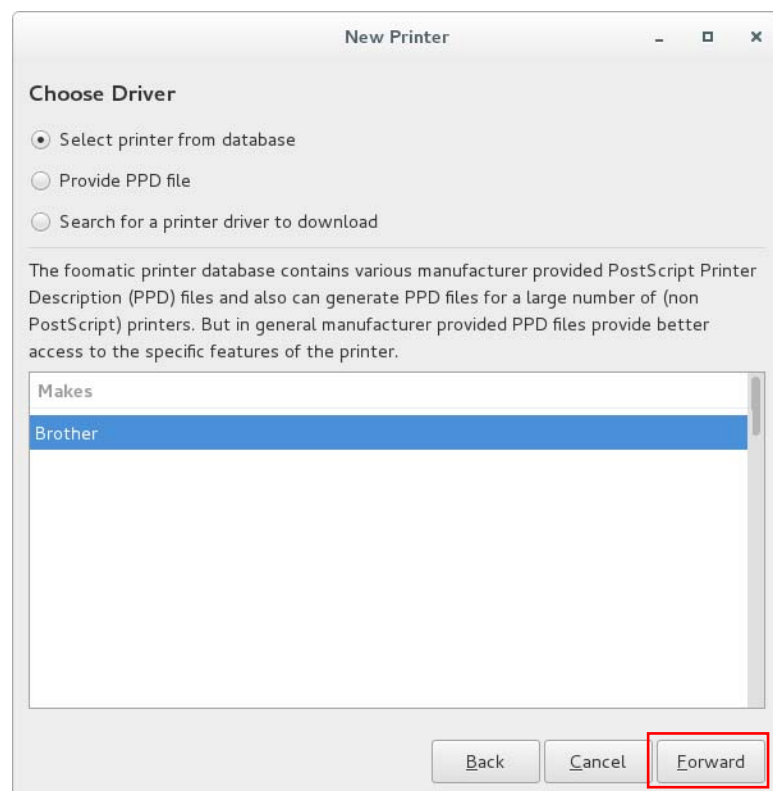 New Printer
Choose Driver
Select printer from database
Provide PPD file
Search for a printer driver to download
The foomatic printer database contains various manufacturer provided PostScript Printer
Description (PPD) files and also can generate PPD files for a large number of (non
PostScript) printers. But in general manufacturer provided PPD files provide better
access to the specific features of the printer.
Makes
Brother
Back Cancel Forward